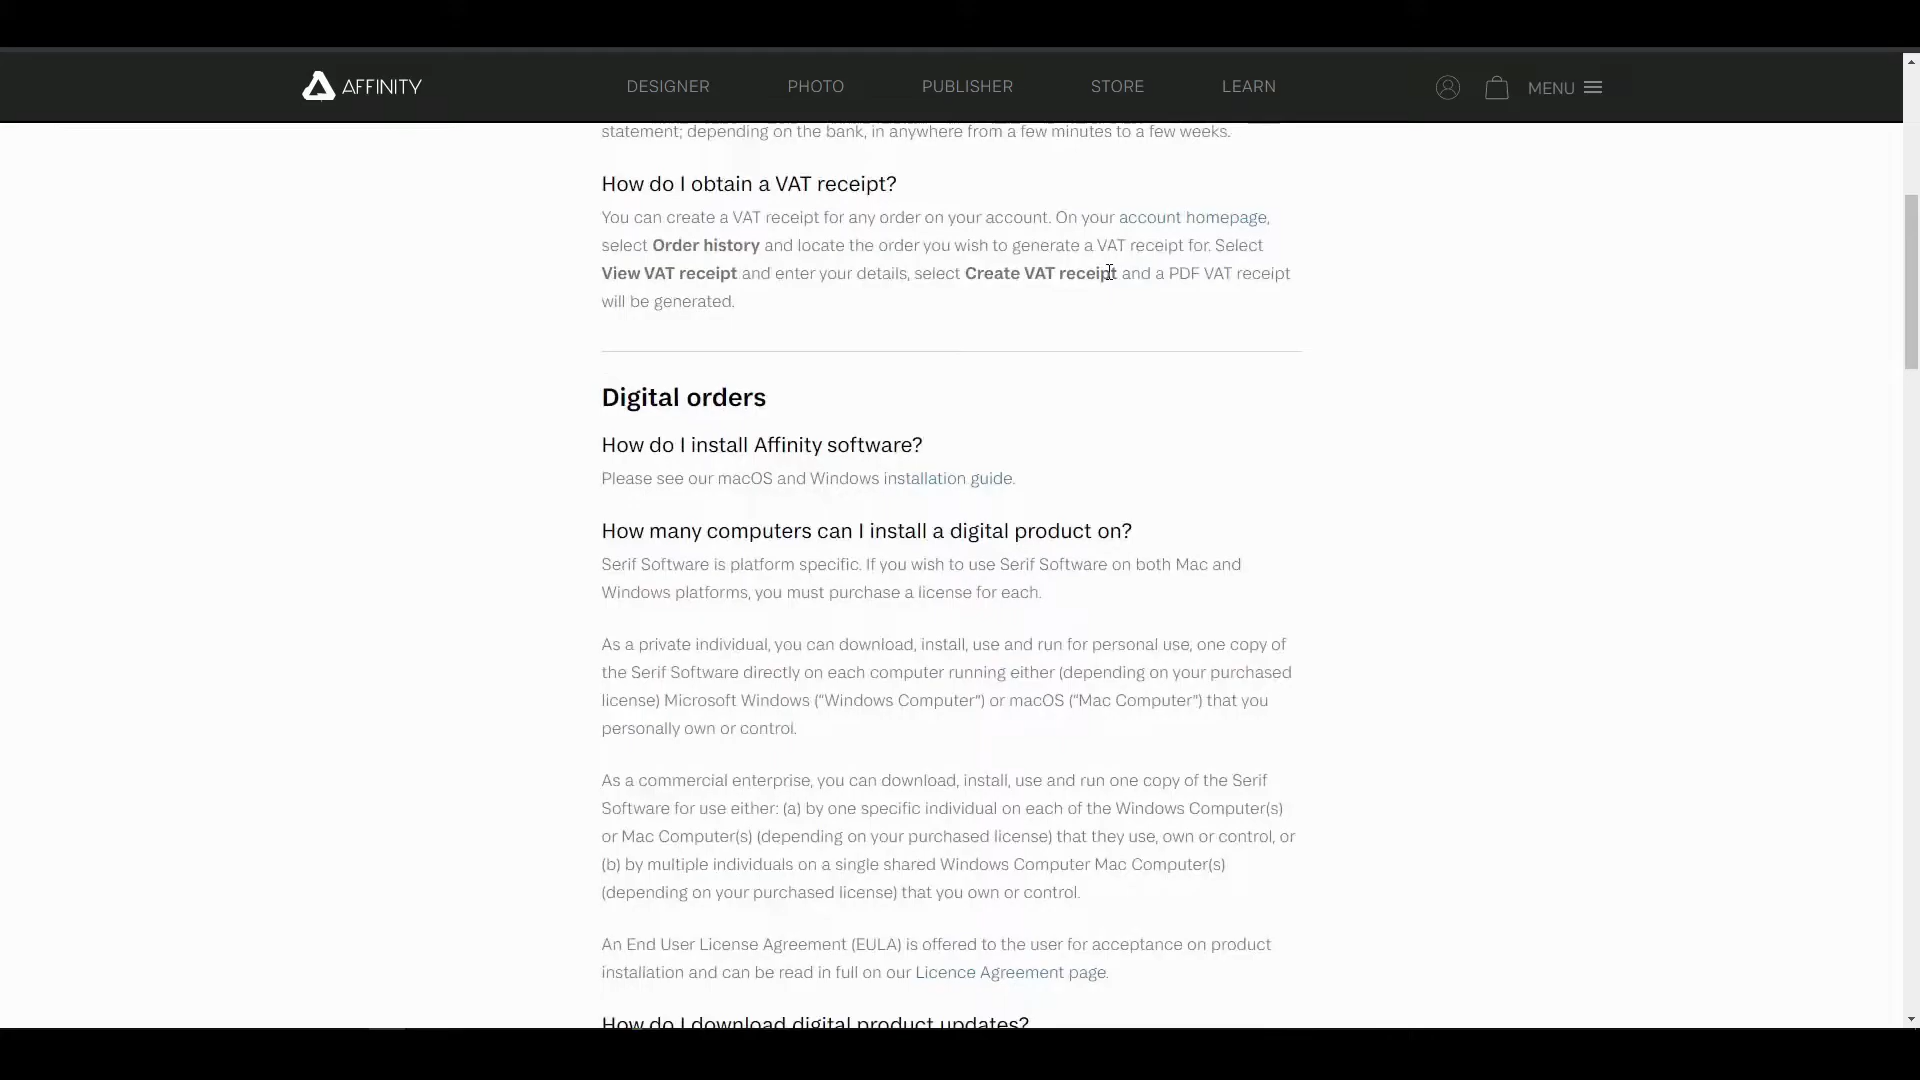 AFFINITY
DESIGNER
PHOTO
PUBLISHER
STORE
LEARN
MENU
statement; depending on the bank, in anywhere from a few minutes to a few weeks.
How do I obtain a VAT receipt?
You can create a VAT receipt for any order on your account. On your account homepage,
select Order history and locate the order you wish to generate a VAT receipt for. Select
View VAT receipt and enter your details, select Create VAT receipt and a PDF VAT receipt
will be generated.
Digital orders
How do I install Affinity software?
Please see our macOS and Windows installation guide.
How many computers can I install a digital product on?
Serif Software is platform specific. If you wish to use Serif Software on both Mac and
Windows platforms, you must purchase a license for each.
As a private individual, you can download, install, use and run for personal use, one copy of
the Serif Software directly on each computer running either (depending on your purchased
license) Microsoft Windows (“Windows Computer”) or macOS (“Mac Computer”) that you
personally own or control.
As a commercial enterprise, you can download, install, use and run one copy of the Serif
Software for use either: (a) by one specific individual on each of the Windows Computer(s)
or Mac Computer(s) (depending on your purchased license) that they use, own or control, or
(b) by multiple individuals on a single shared Windows Computer Mac Computer(s)
(depending on your purchased license) that you own or control.
An End User License Agreement (EULA) is offered to the user for acceptance on product
installation and can be read in full on our Licence Agreement page.
How do I download digital product updates?